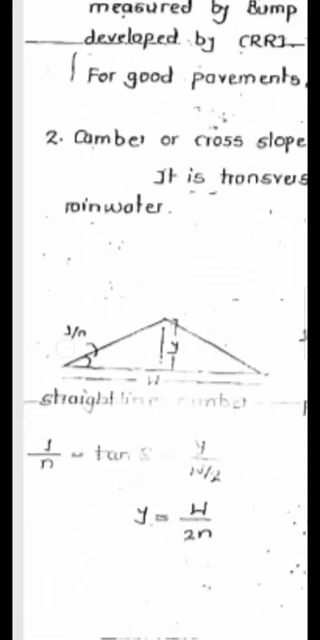 measured by Bump
developed by CRRI
For good pavements,
2. Camber or cross slope
It is transvers
rainwater.
1/n
y
W
straight line camber
1/n = tan S = y / W/2
y = W / 2n